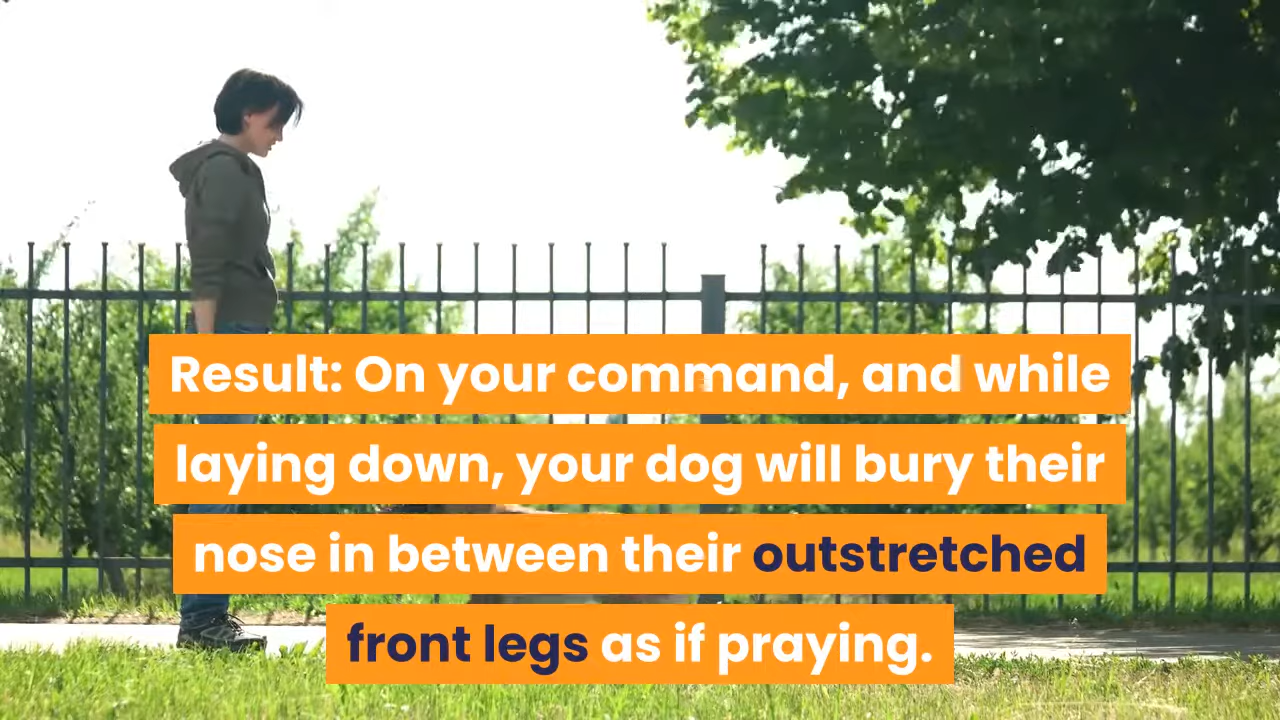 Result: On your command, and while
laying down, your dog will bury their
nose in between their outstretched
front legs as if praying.